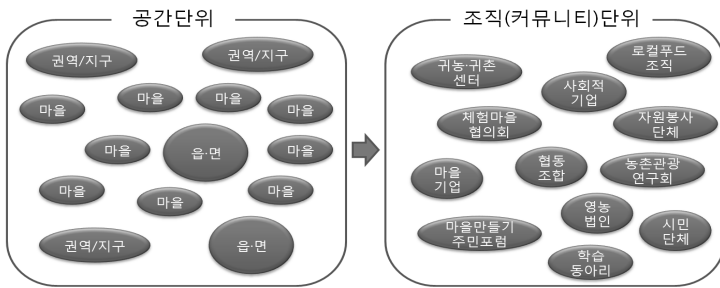 공간단위
권역/지구
권역/지구
마을
마을
마을
마을
마을
읍·면
마을
마을
마을
마을
권역/지구
읍·면
조직(커뮤니티)단위
귀농·귀촌
센터
사회적
기업
로컬푸드
조직
체험마을
협의회
자원봉사
단체
마을
기업
협동
조합
농촌관광
연구회
마을만들기
주민포럼
영농
법인
시민
단체
학습
동아리